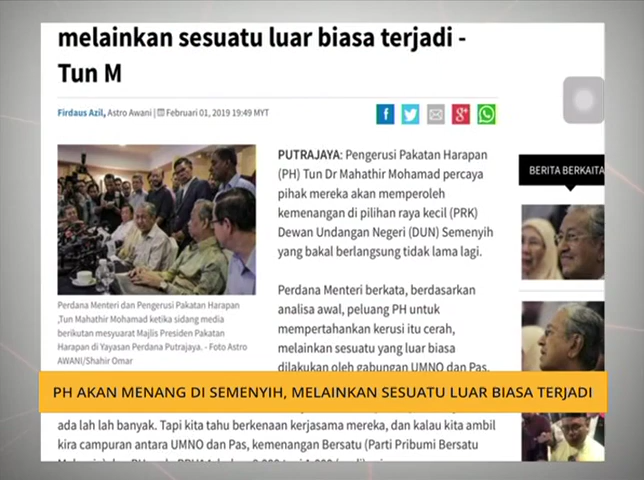 melainkan sesuatu luar biasa terjadi -
Tun M
Firdaus Azil, Astro Awani | Februari 01, 2019 19:49 MYT
PUTRAJAYA: Pengerusi Pakatan Harapan
(PH) Tun Dr Mahathir Mohamad percaya
pihak mereka akan memperoleh
kemenangan di pilihan raya kecil (PRK)
Dewan Undangan Negeri (DUN) Semenyih
yang bakal berlangsung tidak lama lagi.
Perdana Menteri dan Pengerusi Pakatan Harapan
,Tun Mahathir Mohamad ketika sidang media
berikutan mesyuarat Majlis Presiden Pakatan
Harapan di Yayasan Perdana Putrajaya. - Foto Astro
AWANI/Shahir Omar
Perdana Menteri berkata, berdasarkan
analisa awal, peluang PH untuk
mempertahankan kerusi itu cerah,
melainkan sesuatu yang luar biasa
dilakukan oleh gabungan UMNO dan Pas.
BERITA BERKAITA
PH AKAN MENANG DI SEMENYIH, MELAINKAN SESUATU LUAR BIASA TERJADI
ada lah lah banyak. Tapi kita tahu berkenaan kerjasama mereka, dan kalau kita ambil
kira campuran antara UMNO dan Pas, kemenangan Bersatu (Parti Pribumi Bersatu